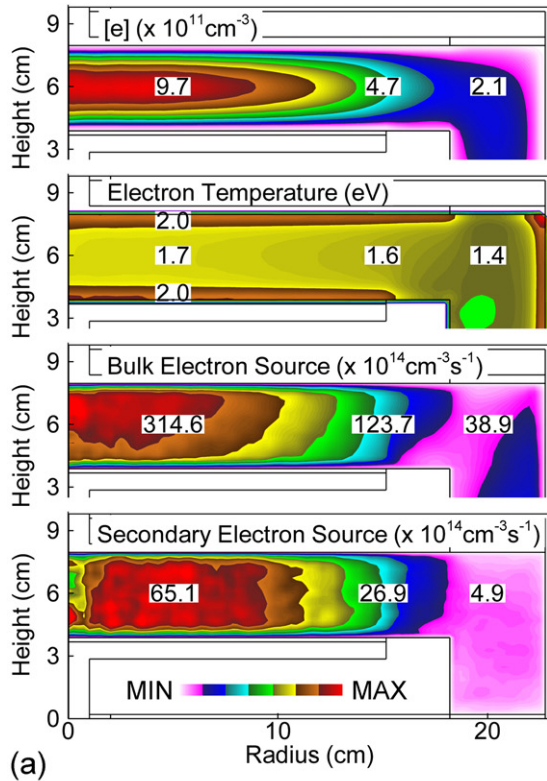 [e] (x 10¹¹cm⁻³)
9
6
3
Height (cm)
9.7 4.7 2.1
Electron Temperature (eV)
9
6
3
Height (cm)
2.0
1.7 1.6 1.4
2.0
Bulk Electron Source (x 10¹⁴cm⁻³s⁻¹)
9
6
3
Height (cm)
314.6 123.7 38.9
Secondary Electron Source (x 10¹⁴cm⁻³s⁻¹)
9
6
3
0
Height (cm)
65.1 26.9 4.9
MIN MAX
0 10 20
Radius (cm)
(a)